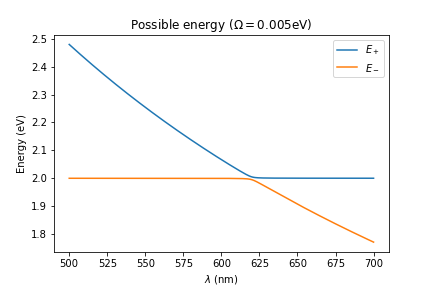 Possible energy (Ω = 0.005eV)
E₊
E₋
Energy (eV)
2.5
2.4
2.3
2.2
2.1
2.0
1.9
1.8
500 525 550 575 600 625 650 675 700
λ (nm)